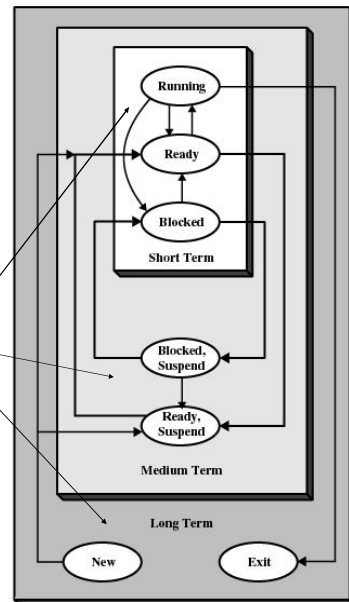 Running
Ready
Blocked
Short Term
Blocked,
Suspend
Ready,
Suspend
Medium Term
Long Term
New
Exit